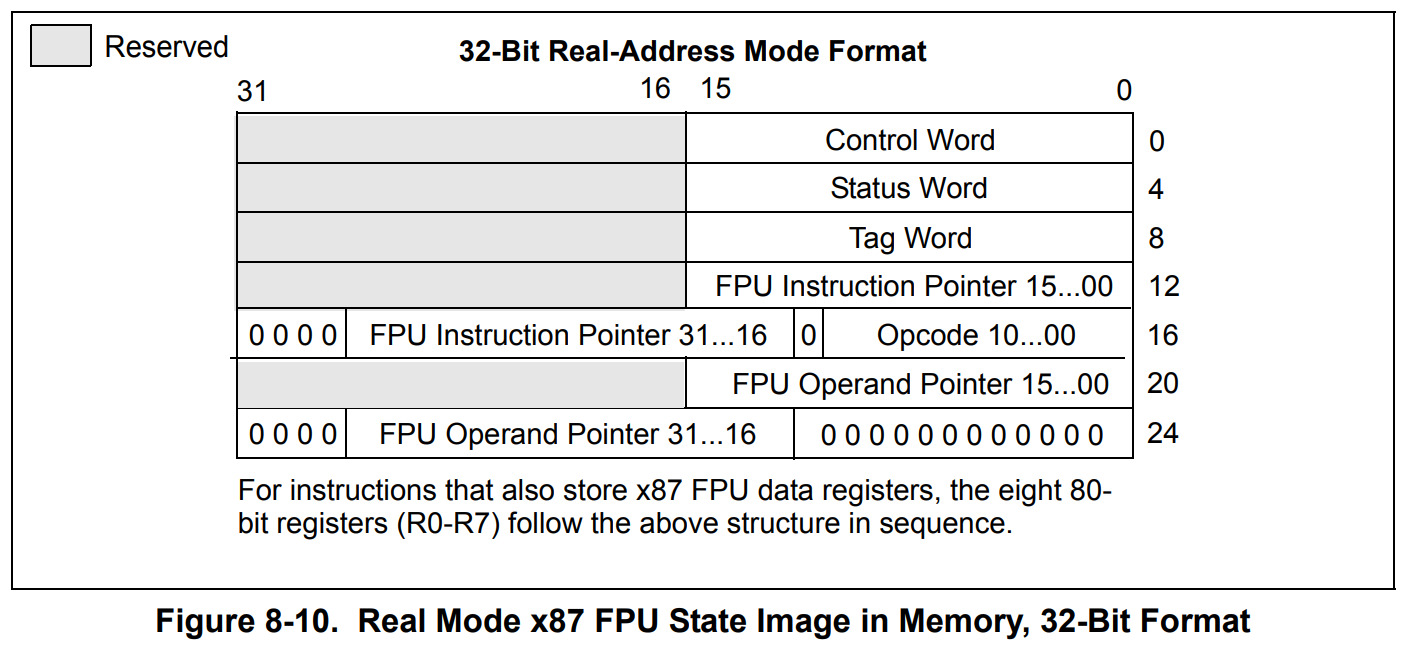 Reserved
32-Bit Real-Address Mode Format
31 16 15 0
Control Word 0
Status Word 4
Tag Word 8
FPU Instruction Pointer 15...00 12
0 0 0 0 FPU Instruction Pointer 31...16 0 Opcode 10...00 16
FPU Operand Pointer 15...00 20
0 0 0 0 FPU Operand Pointer 31...16 0 0 0 0 0 0 0 0 0 0 0 0 24
For instructions that also store x87 FPU data registers, the eight 80-
bit registers (R0-R7) follow the above structure in sequence.
Figure 8-10. Real Mode x87 FPU State Image in Memory, 32-Bit Format